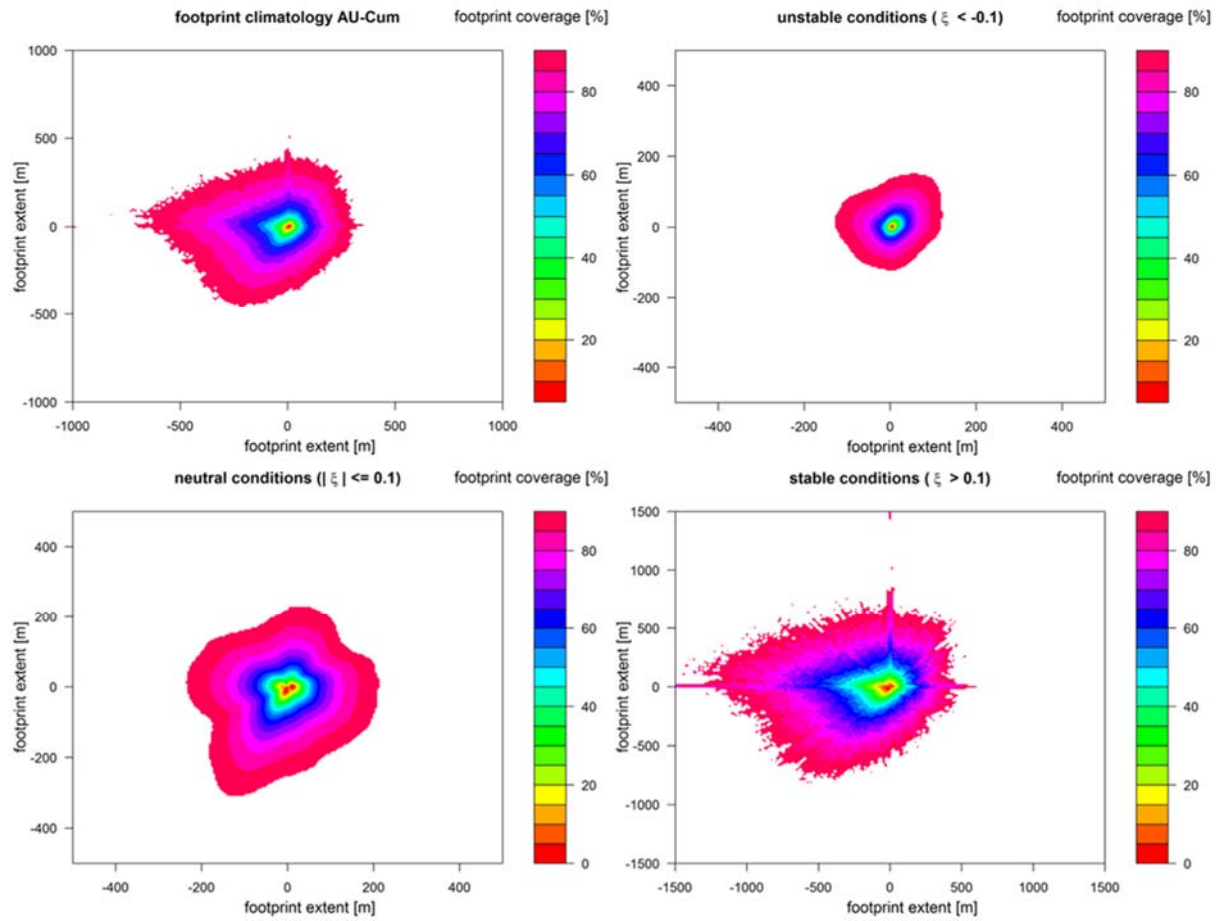 footprint climatology AU-Cum
footprint coverage [%]
1000
500
0
-500
-1000
footprint extent [m]
-1000 -500 0 500 1000
footprint extent [m]
80
60
40
20
unstable conditions ( ξ < -0.1)
footprint coverage [%]
400
200
0
-200
-400
footprint extent [m]
-400 -200 0 200 400
footprint extent [m]
80
60
40
20
neutral conditions (| ξ | <= 0.1)
footprint coverage [%]
400
200
0
-200
-400
footprint extent [m]
-400 -200 0 200 400
footprint extent [m]
80
60
40
20
0
stable conditions ( ξ > 0.1)
footprint coverage [%]
1500
1000
500
0
-500
-1000
-1500
footprint extent [m]
-1500 -1000 -500 0 500 1000 1500
footprint extent [m]
80
60
40
20
0